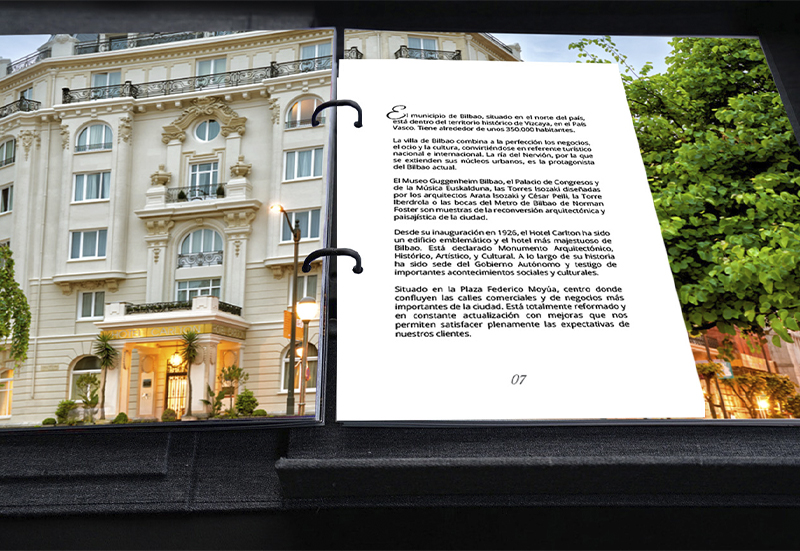 El municipio de Bilbao, situado en el norte del país,
está dentro del territorio histórico de Vizcaya, en el País
Vasco. Tiene alrededor de unos 350.000 habitantes.
La villa de Bilbao combina a la perfección los negocios,
el ocio y la cultura, convirtiéndose en referente turístico
nacional e internacional. La ría del Nervión, por la que
se extienden sus núcleos urbanos, es la protagonista
del Bilbao actual.
El Museo Guggenheim Bilbao, el Palacio de Congresos y
de la Música Euskalduna, las Torres Isozaki diseñadas
por los arquitectos Arata Isozaki y César Pelli, la Torre
Iberdrola o las bocas del Metro de Bilbao de Norman
Foster son muestras de la reconversión arquitectónica y
paisajística de la ciudad.
Desde su inauguración en 1926, el Hotel Carlton ha sido
un edificio emblemático y el hotel más majestuoso de
Bilbao. Está declarado Monumento Arquitectónico,
Histórico, Artístico, y Cultural. A lo largo de su historia
ha sido sede del Gobierno Autónomo y testigo de
importantes acontecimientos sociales y culturales.
Situado en la Plaza Federico Moyúa, centro donde
confluyen las calles comerciales y de negocios más
importantes de la ciudad. Está totalmente reformado y
en constante actualización con mejoras que nos
permiten satisfacer plenamente las expectativas de
nuestros clientes.
07